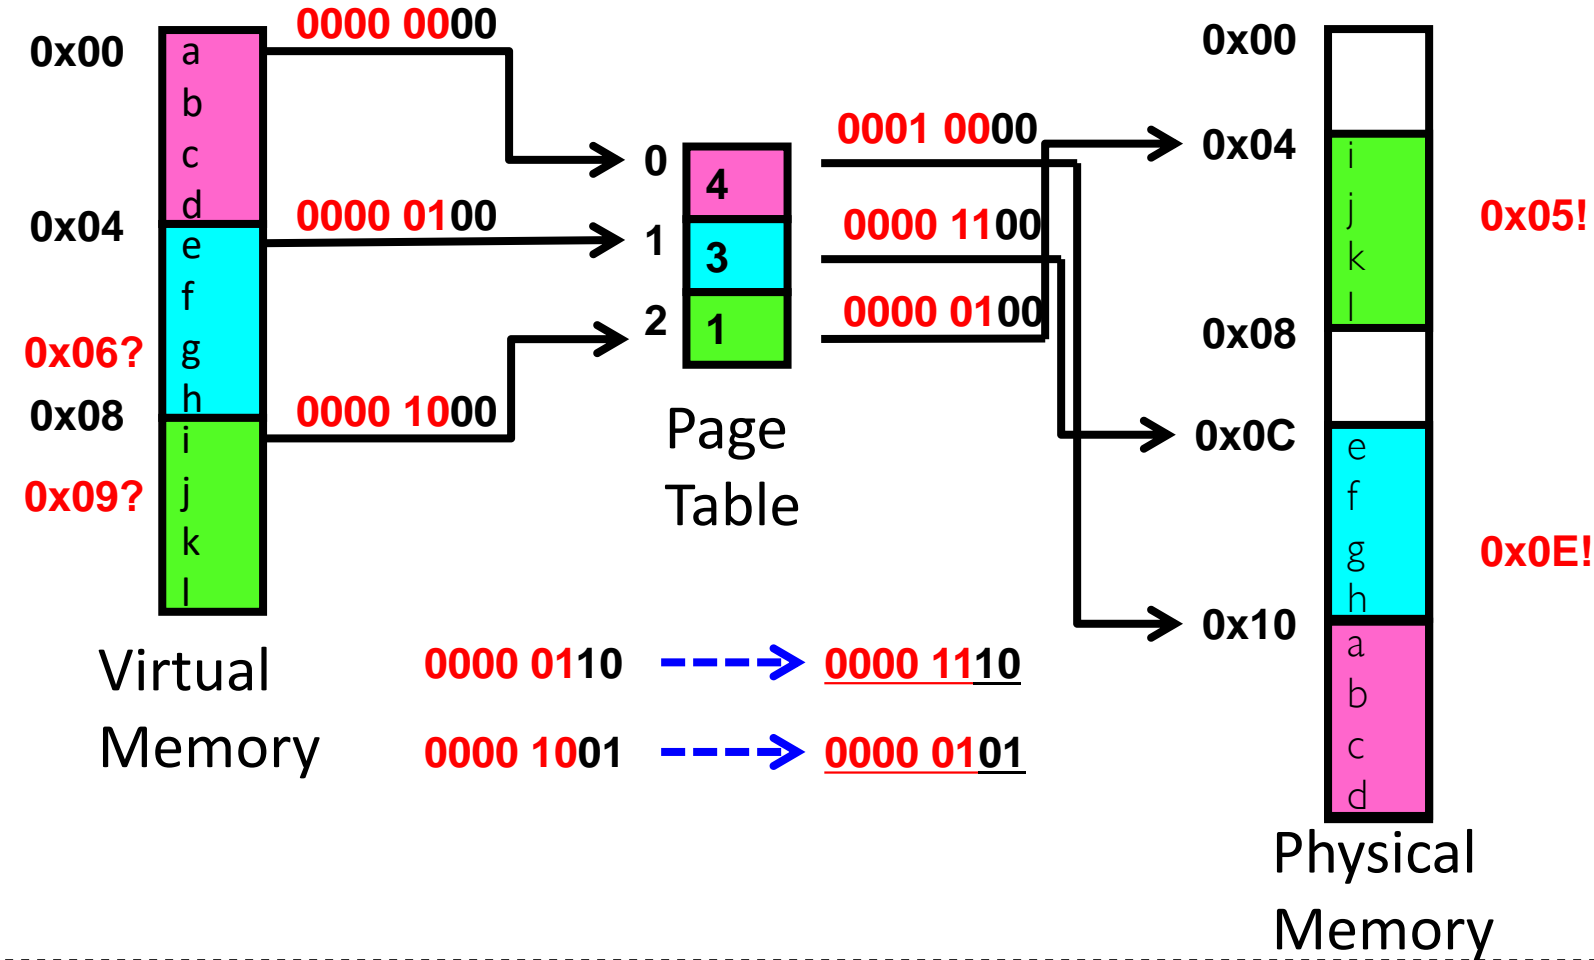 0x00
a
b
c
d
0x04
e
f
0x06?
g
h
0x08
i
0x09?
j
k
l
Virtual
Memory
0000 0000
0000 0100
0000 1000
0
4
1
3
2
1
Page
Table
0001 0000
0000 1100
0000 0100
0000 0110
0000 1110
0000 1001
0000 0101
0x00
0x04
i
j
0x05!
k
l
0x08
0x0C
e
f
g
0x0E!
h
0x10
a
b
c
d
Physical
Memory